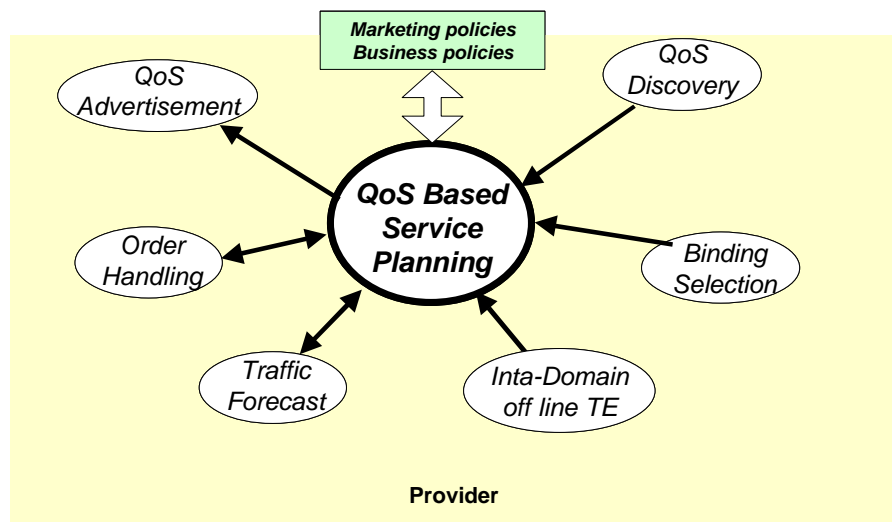 Marketing policies
Business policies
QoS
Advertisement
QoS
Discovery
QoS Based
Service
Planning
Order
Handling
Binding
Selection
Traffic
Forecast
Inta-Domain
off line TE
Provider